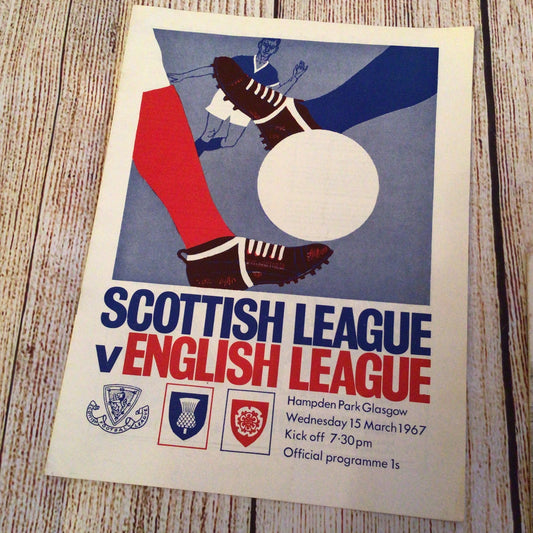 SCOTTISH LEAGUE
v ENGLISH LEAGUE
Hampden Park Glasgow
Wednesday 15 March 1967
Kick off 7·30pm
Official programme 1s